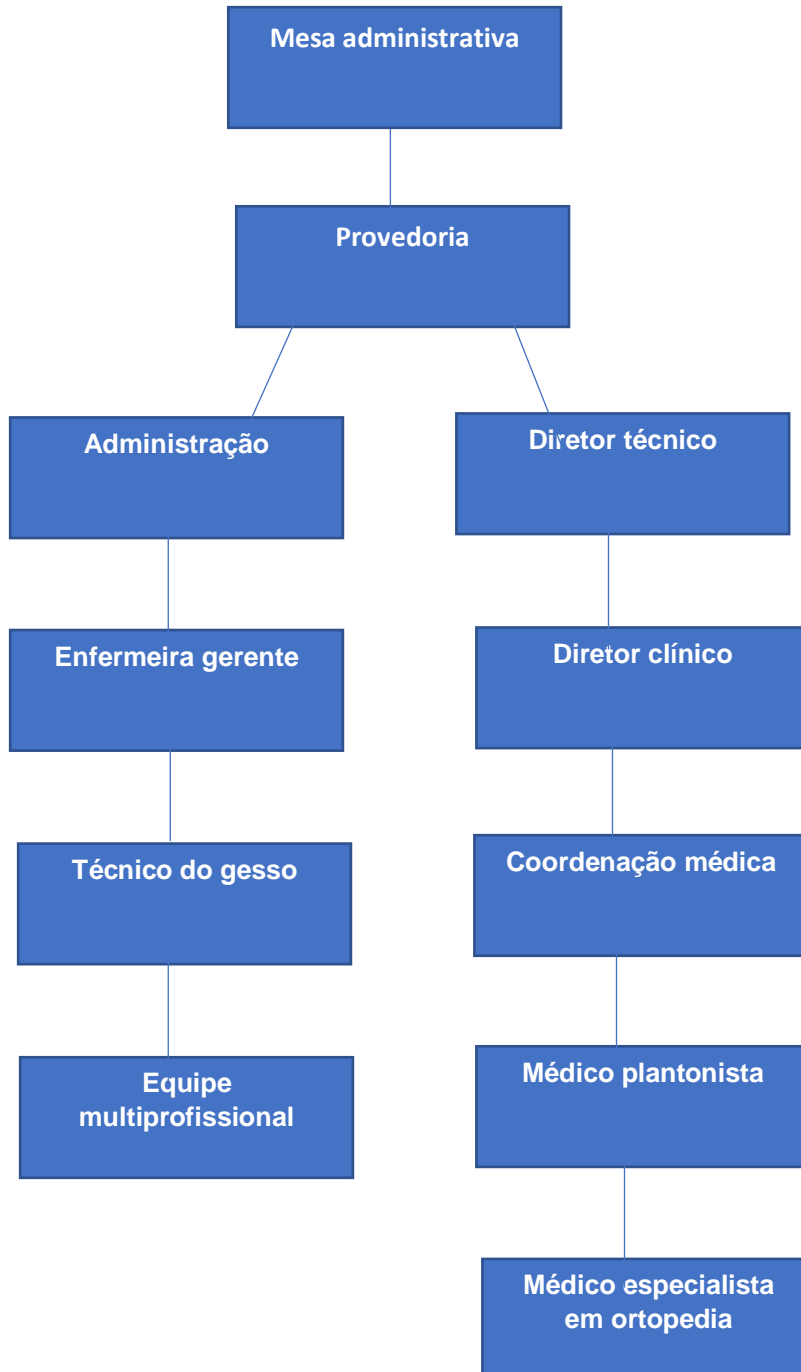 Mesa administrativa
Provedoria
Administração
Diretor técnico
Enfermeira gerente
Diretor clínico
Técnico do gesso
Coordenação médica
Equipe
multiprofissional
Médico plantonista
Médico especialista
em ortopedia